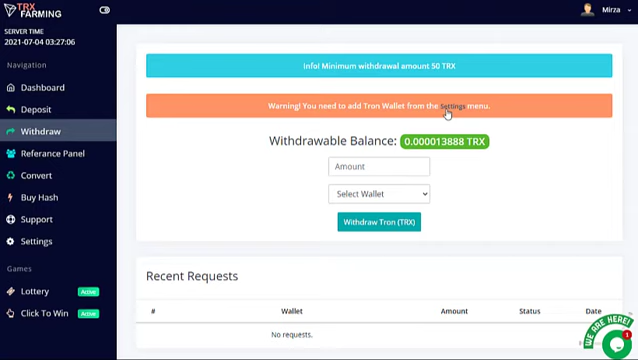 TRX
FARMING
Mirza
SERVER TIME
2021-07-04 03:27:06
Navigation
Dashboard
Deposit
Withdraw
Referance Panel
Convert
Buy Hash
Support
Settings
Games
Lottery Active
Click To Win Active
Info! Minimum withdrawal amount 50 TRX
Warning! You need to add Tron Wallet from the Settings menu.
Withdrawable Balance: 0.000013888 TRX
Amount
Select Wallet
Withdraw Tron (TRX)
Recent Requests
# Wallet Amount Status Date
No requests.
WE ARE HERE!
1